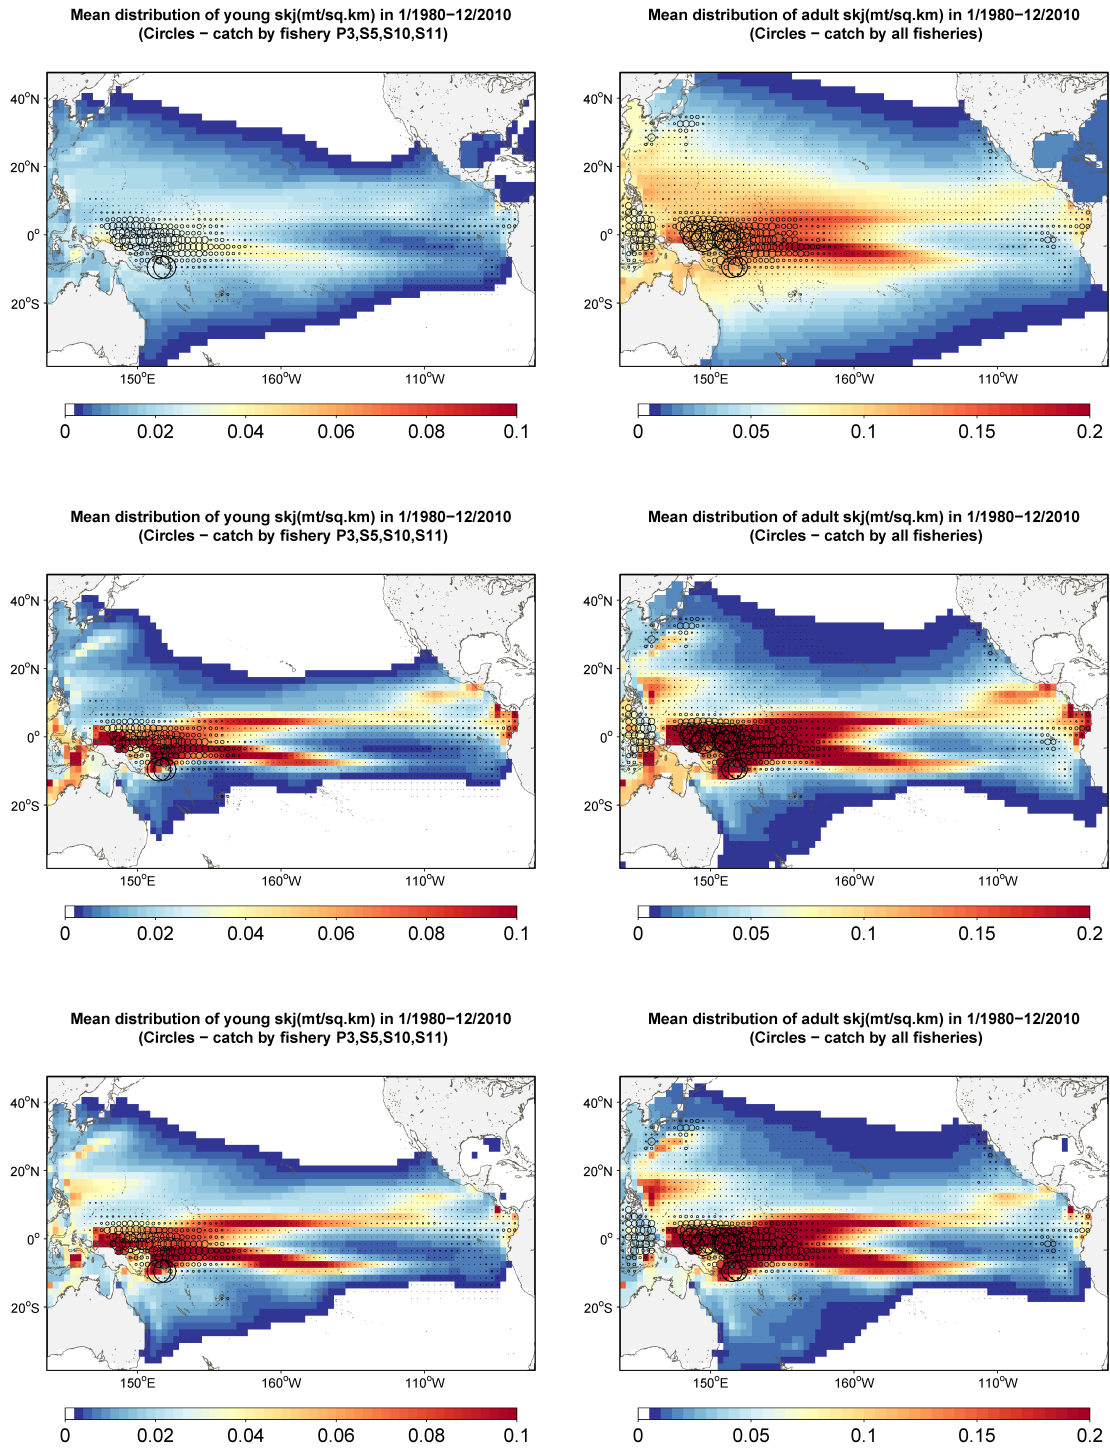 Mean distribution of young skj(mt/sq.km) in 1/1980−12/2010
(Circles − catch by fishery P3,S5,S10,S11)
40°N
20°N
0°
20°S
150°E 160°W 110°W
0 0.02 0.04 0.06 0.08 0.1
Mean distribution of adult skj(mt/sq.km) in 1/1980−12/2010
(Circles − catch by all fisheries)
40°N
20°N
0°
20°S
150°E 160°W 110°W
0 0.05 0.1 0.15 0.2
Mean distribution of young skj(mt/sq.km) in 1/1980−12/2010
(Circles − catch by fishery P3,S5,S10,S11)
40°N
20°N
0°
20°S
150°E 160°W 110°W
0 0.02 0.04 0.06 0.08 0.1
Mean distribution of adult skj(mt/sq.km) in 1/1980−12/2010
(Circles − catch by all fisheries)
40°N
20°N
0°
20°S
150°E 160°W 110°W
0 0.05 0.1 0.15 0.2
Mean distribution of young skj(mt/sq.km) in 1/1980−12/2010
(Circles − catch by fishery P3,S5,S10,S11)
40°N
20°N
0°
20°S
150°E 160°W 110°W
0 0.02 0.04 0.06 0.08 0.1
Mean distribution of adult skj(mt/sq.km) in 1/1980−12/2010
(Circles − catch by all fisheries)
40°N
20°N
0°
20°S
150°E 160°W 110°W
0 0.05 0.1 0.15 0.2